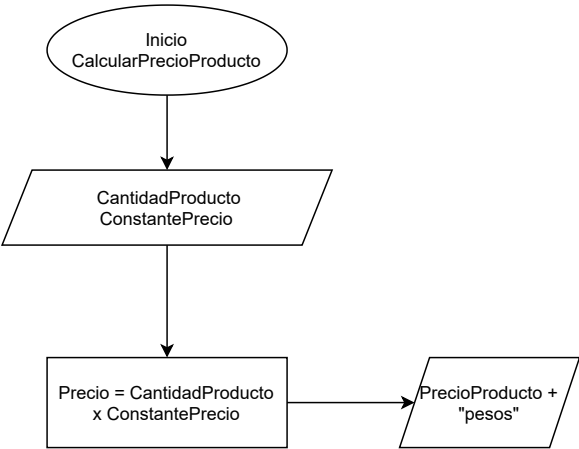 Inicio
CalcularPrecioProducto
CantidadProducto
ConstantePrecio
Precio = CantidadProducto
x ConstantePrecio
PrecioProducto +
"pesos"